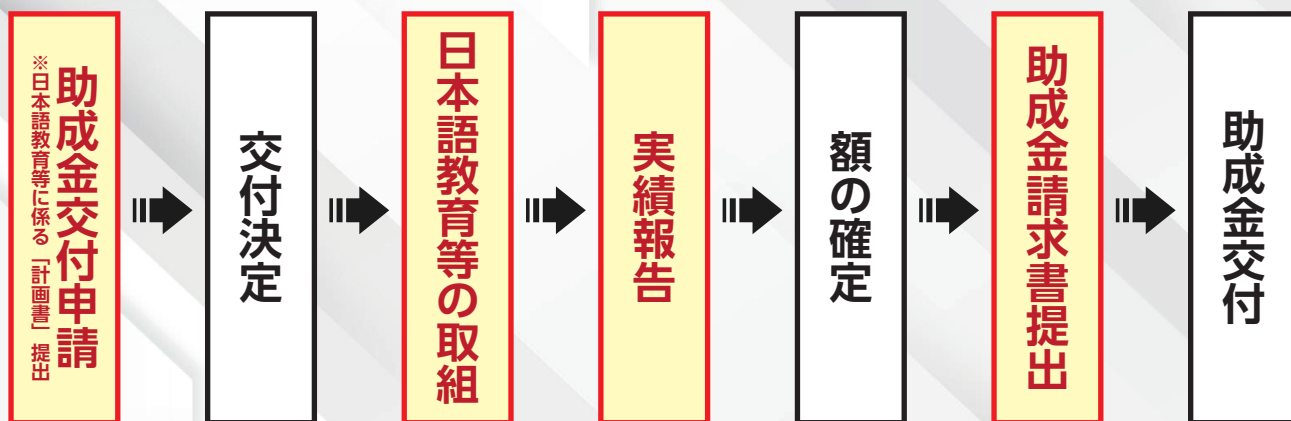 助成金交付申請
※日本語教育等に係る「計画書」提出
交付決定
日本語教育等の取組
実績報告
額の確定
助成金請求書提出
助成金交付